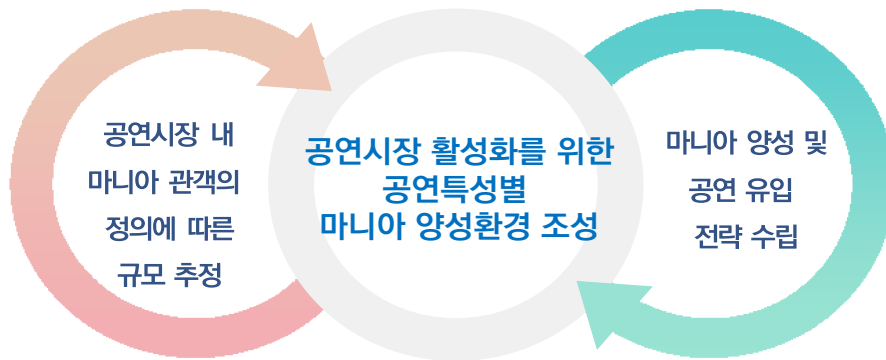 공연시장 내
마니아 관객의
정의에 따른
규모 추정
공연시장 활성화를 위한
공연특성별
마니아 양성환경 조성
마니아 양성 및
공연 유입
전략 수립